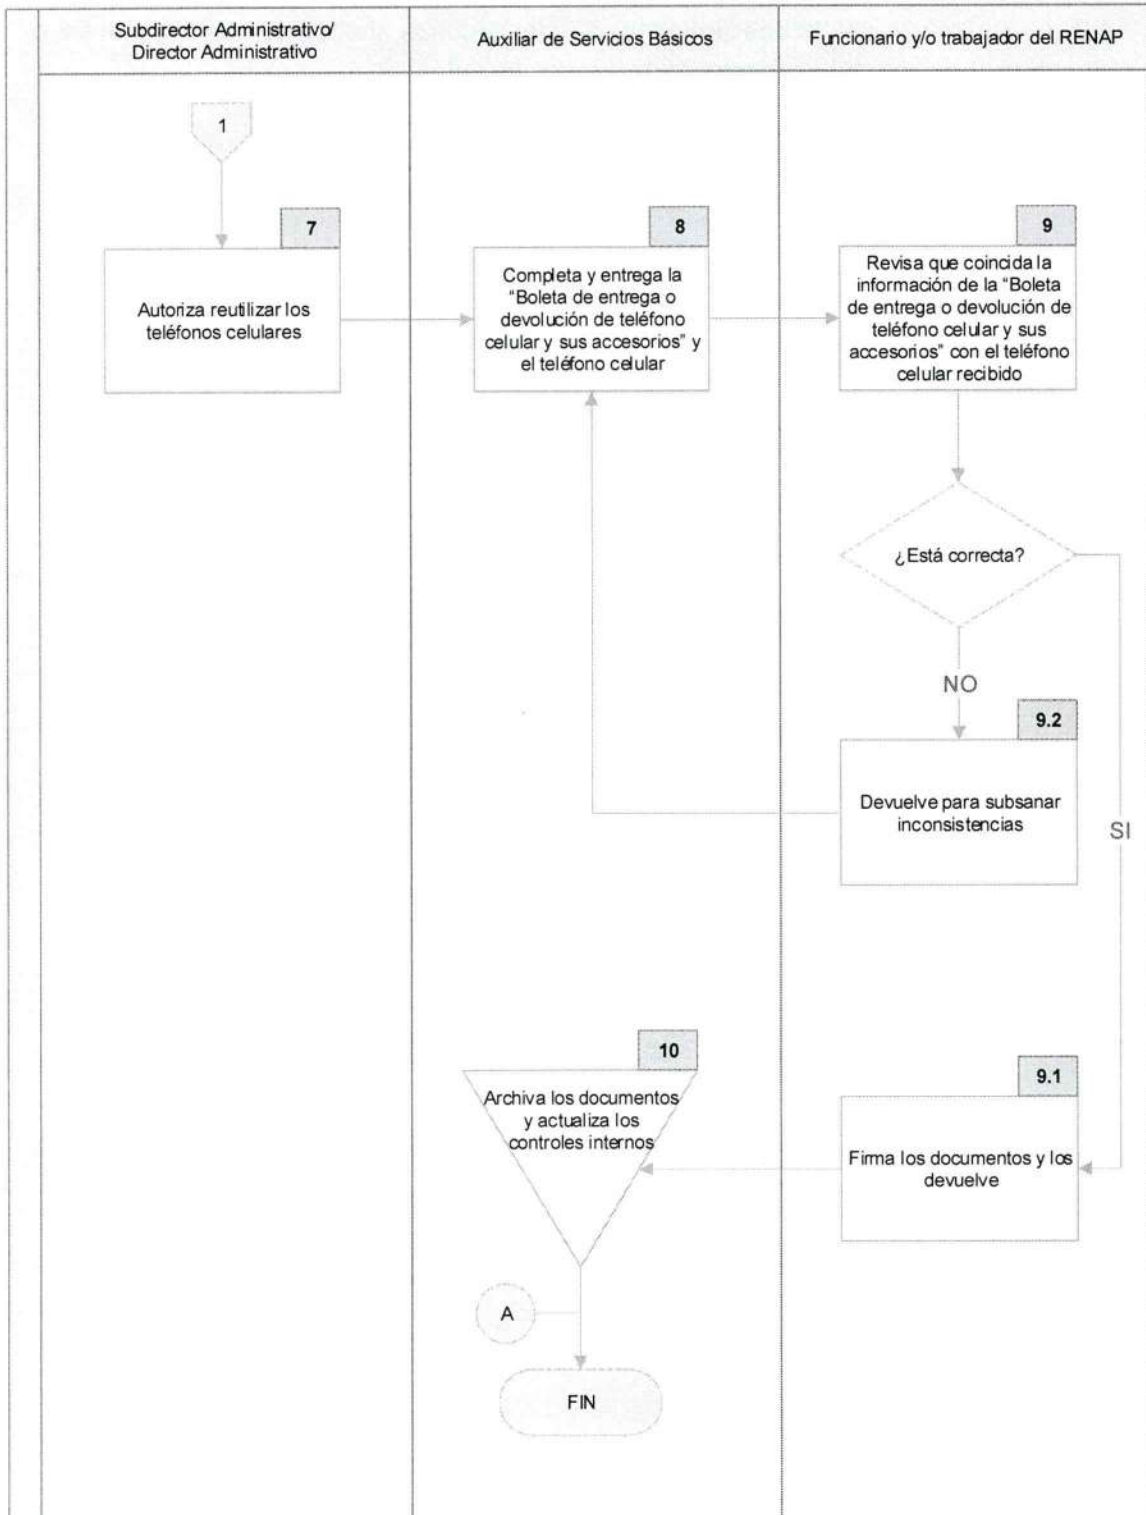 Subdirector Administrativo/
Director Administrativo
Auxiliar de Servicios Básicos
Funcionario y/o trabajador del RENAP
1
7
Autoriza reutilizar los
teléfonos celulares
8
Completa y entrega la
“Boleta de entrega o
devolución de teléfono
celular y sus accesorios” y
el teléfono celular
9
Revisa que coincida la
información de la “Boleta
de entrega o devolución de
teléfono celular y sus
accesorios” con el teléfono
celular recibido
¿Está correcta?
NO
SI
9.2
Devuelve para subsanar
inconsistencias
9.1
Firma los documentos y los
devuelve
10
Archiva los documentos
y actualiza los
controles internos
A
FIN